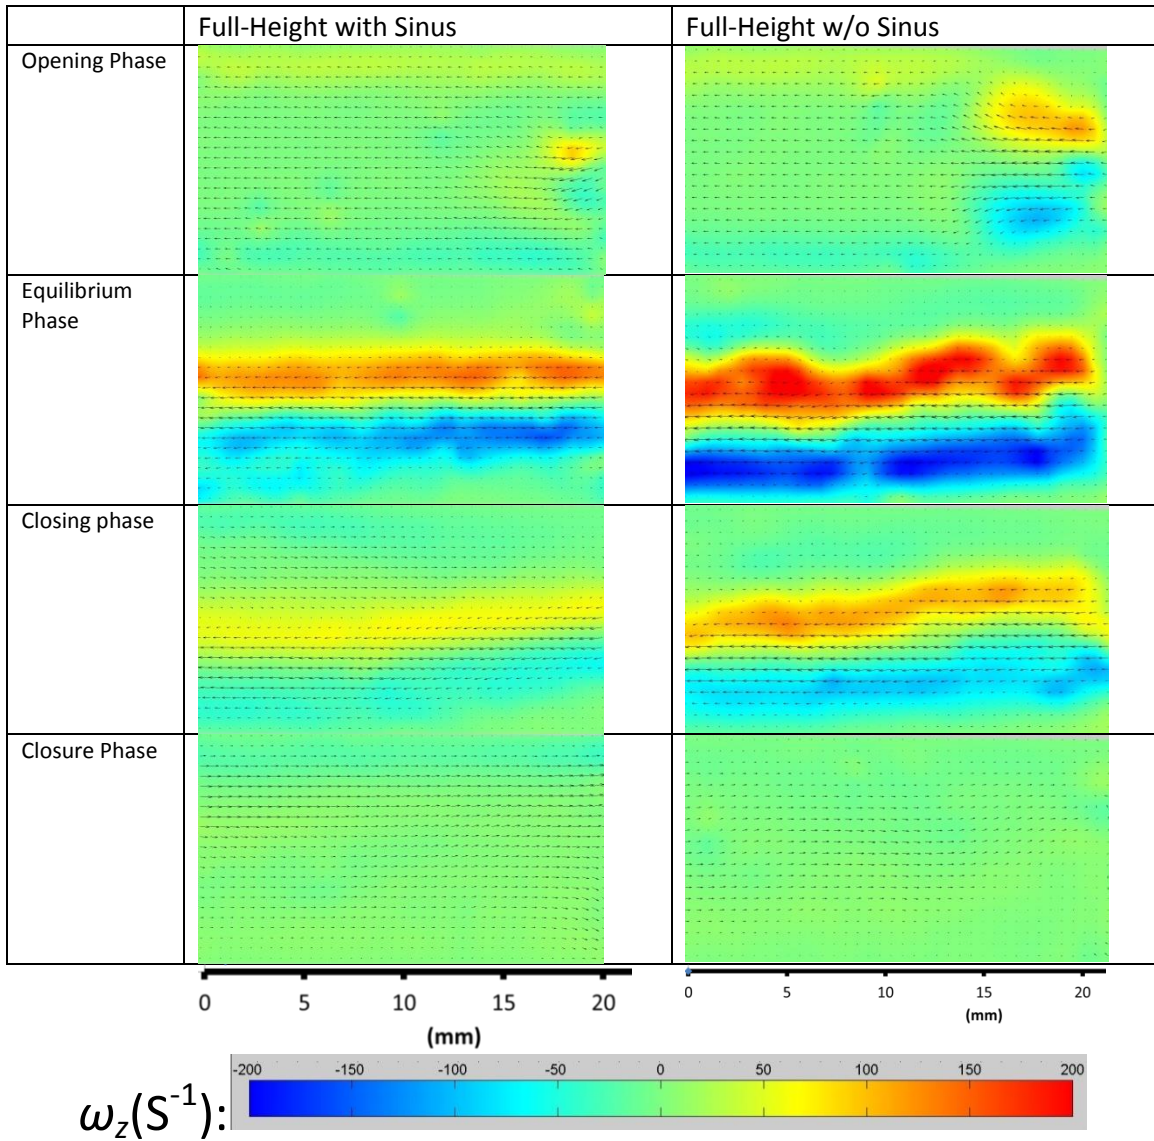 Full-Height with Sinus
Full-Height w/o Sinus
Opening Phase
Equilibrium
Phase
Closing phase
Closure Phase
0 5 10 15 20
(mm)
0 5 10 15 20
(mm)
-200 -150 -100 -50 0 50 100 150 200
ω_z(S⁻¹):